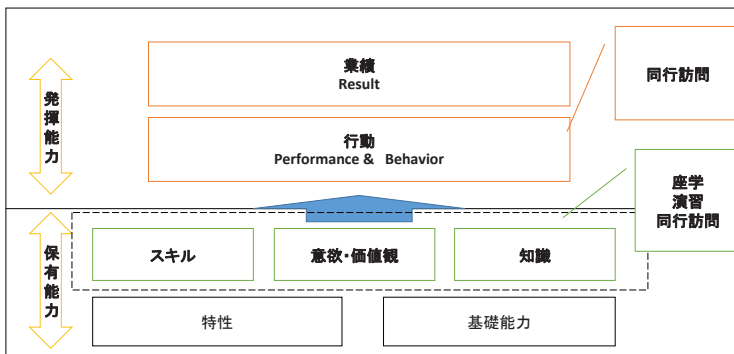 発揮能力
業績
Result
行動
Performance & Behavior
同行訪問
座学
演習
同行訪問
保有能力
スキル
意欲・価値観
知識
特性
基礎能力